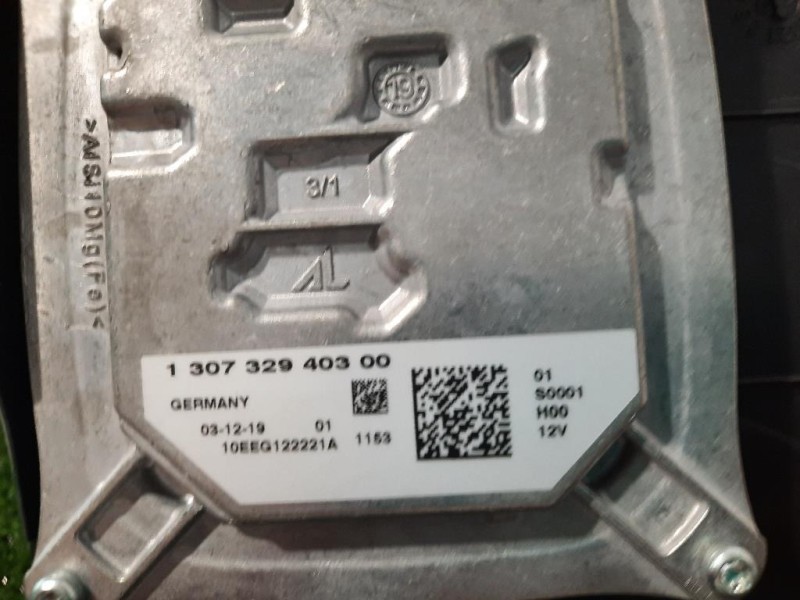 19
3/1
AL
>AlSi10Mg(Fe)<
1 307 329 403 00
GERMANY
03-12-19 01
10EEG122221A 1153
01
S0001
H00
12V